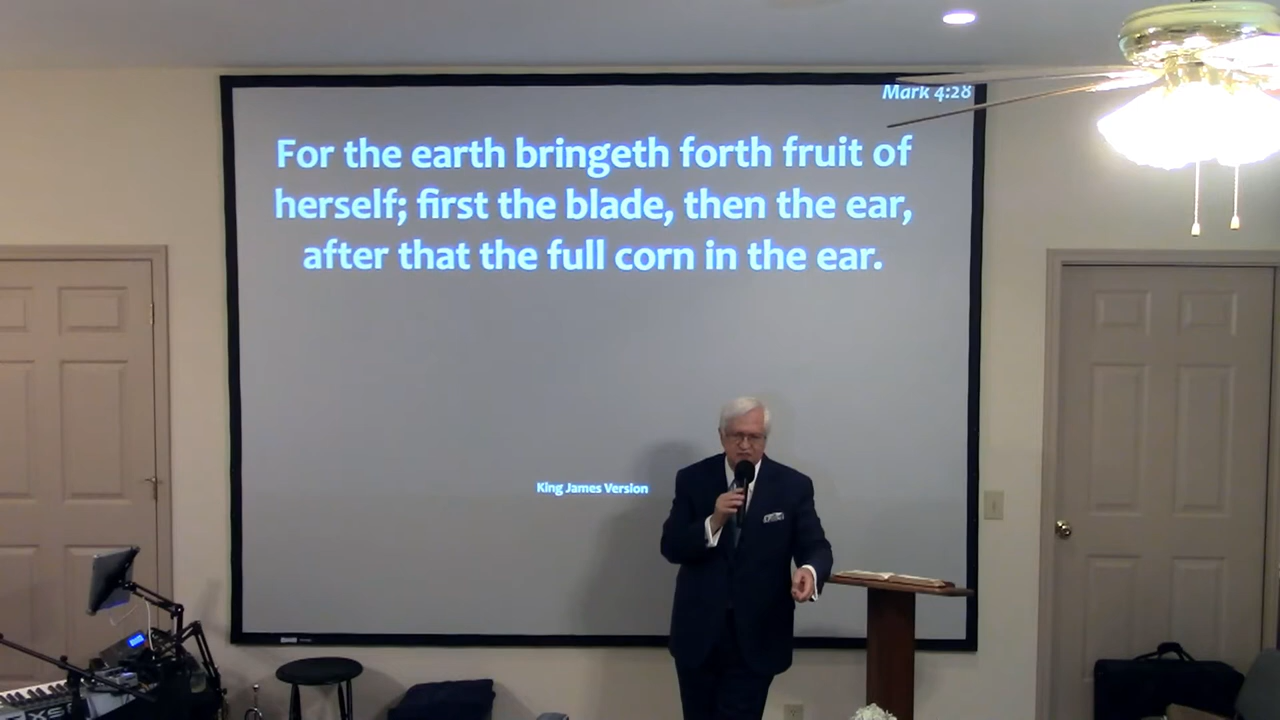 Mark 4:28
For the earth bringeth forth fruit of
herself; first the blade, then the ear,
after that the full corn in the ear.
King James Version